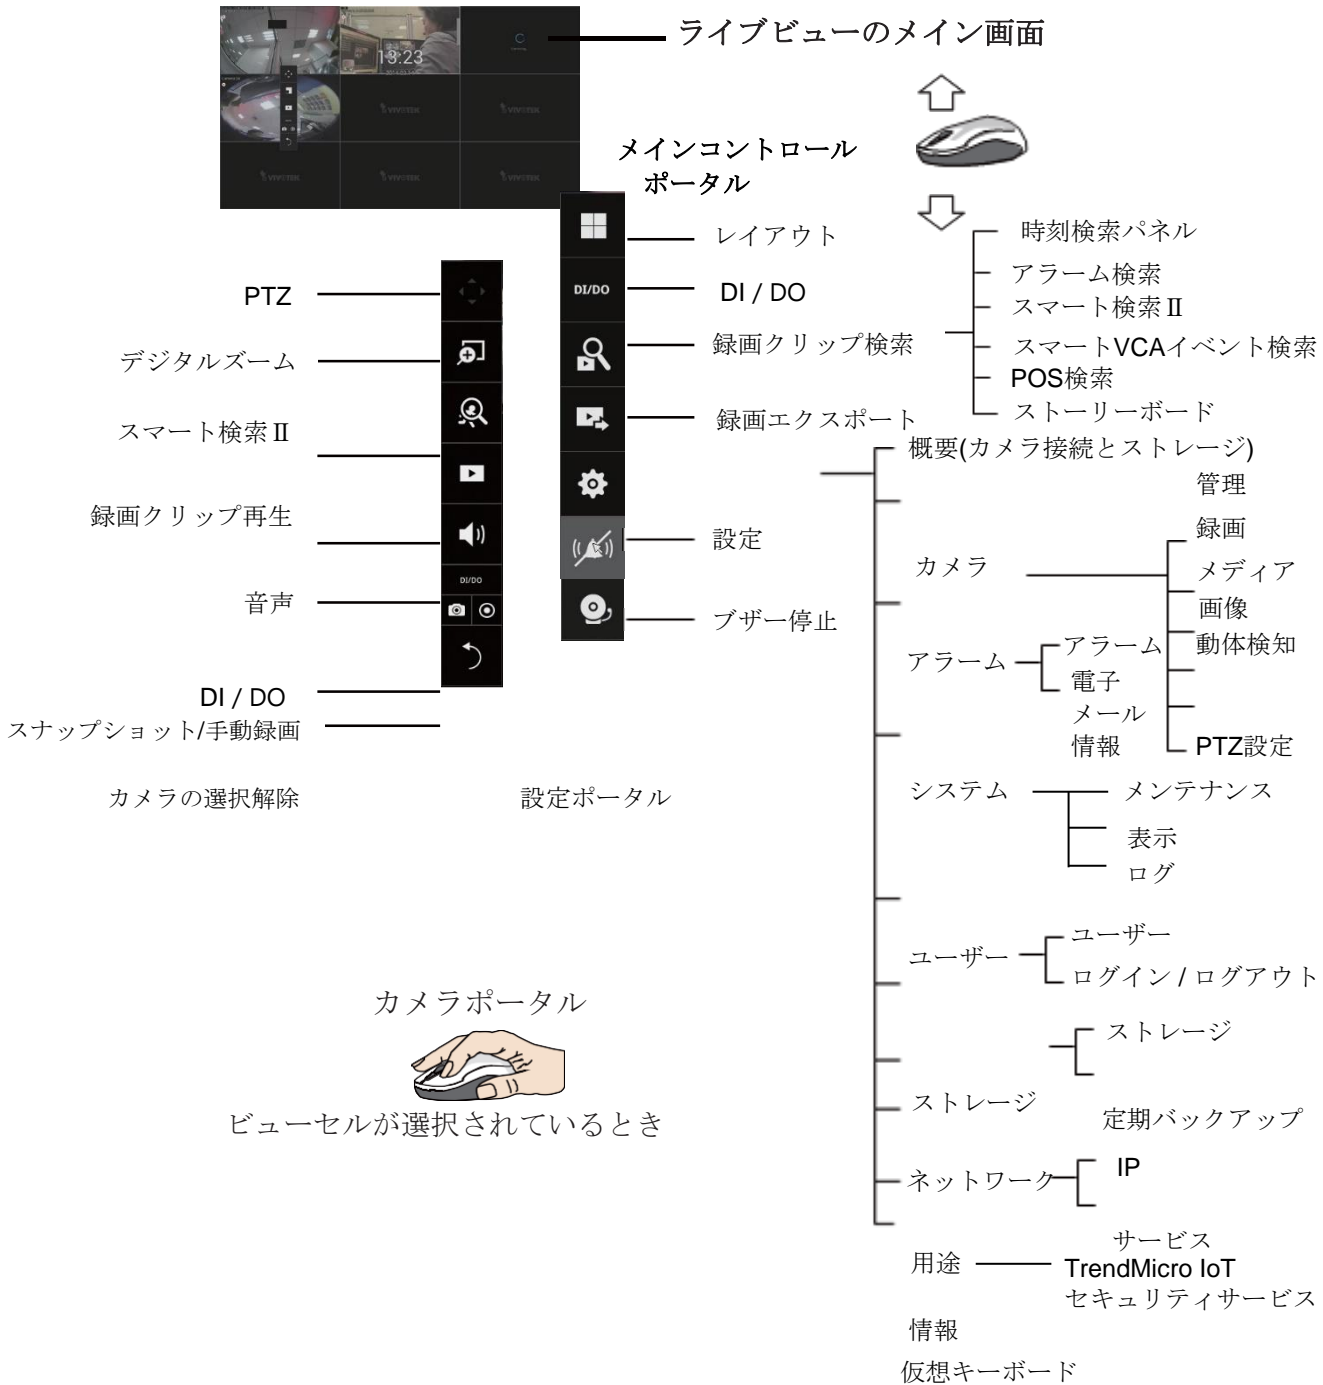 ライブビューのメイン画面
13:23
VIVOTEK
VIVOTEK
VIVOTEK
VIVOTEK
VIVOTEK
メインコントロール
ポータル
レイアウト
DI/DO
DI / DO
録画クリップ検索
録画エクスポート
設定
ブザー停止
時刻検索パネル
アラーム検索
スマート検索Ⅱ
スマートVCAイベント検索
POS検索
ストーリーボード
PTZ
デジタルズーム
スマート検索Ⅱ
録画クリップ再生
音声
DI/DO
DI / DO
スナップショット/手動録画
カメラの選択解除
設定ポータル
カメラポータル
ビューセルが選択されているとき
概要(カメラ接続とストレージ)
カメラ
管理
録画
メディア
画像
動体検知
PTZ設定
アラーム
アラーム
電子
メール
情報
システム
メンテナンス
表示
ログ
ユーザー
ユーザー
ログイン / ログアウト
ストレージ
ストレージ
定期バックアップ
ネットワーク
IP
サービス
用途
TrendMicro IoT
セキュリティサービス
情報
仮想キーボード